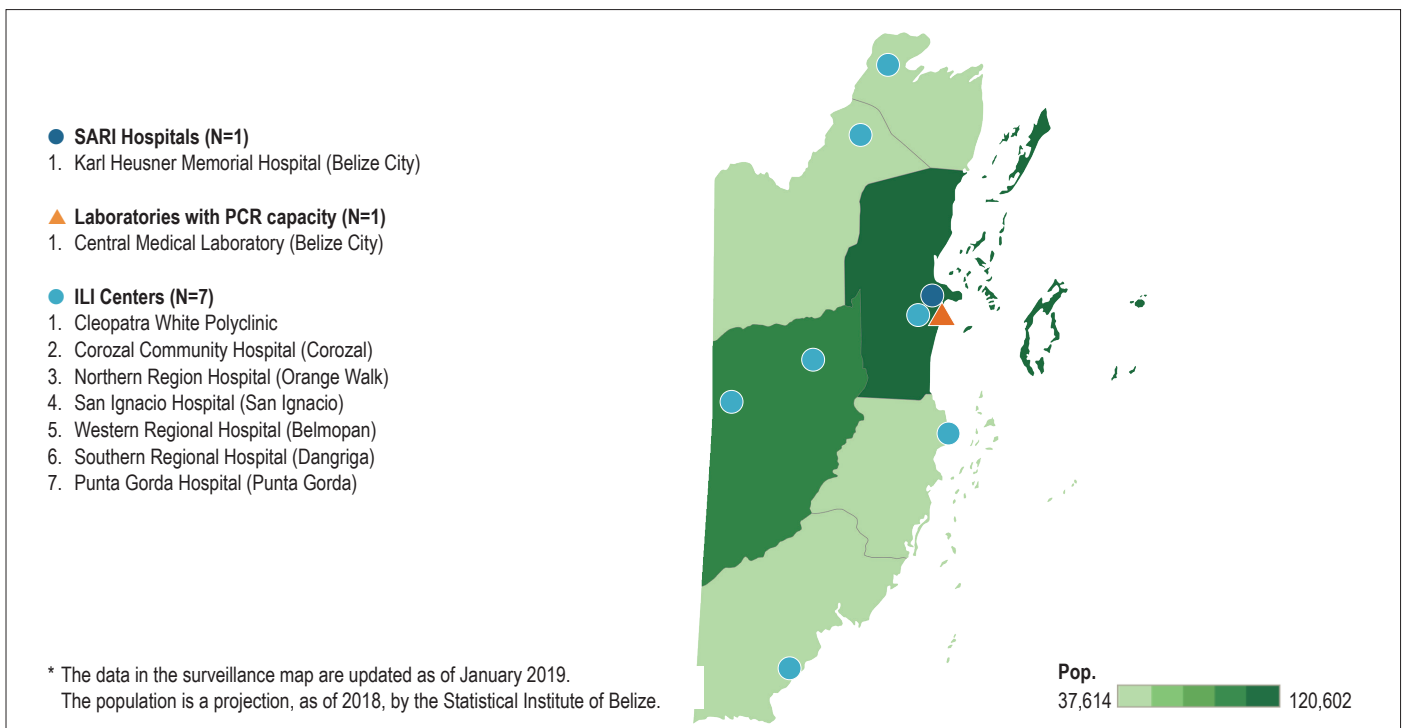 SARI Hospitals (N=1)
1. Karl Heusner Memorial Hospital (Belize City)
Laboratories with PCR capacity (N=1)
1. Central Medical Laboratory (Belize City)
ILI Centers (N=7)
1. Cleopatra White Polyclinic
2. Corozal Community Hospital (Corozal)
3. Northern Region Hospital (Orange Walk)
4. San Ignacio Hospital (San Ignacio)
5. Western Regional Hospital (Belmopan)
6. Southern Regional Hospital (Dangriga)
7. Punta Gorda Hospital (Punta Gorda)
* The data in the surveillance map are updated as of January 2019.
The population is a projection, as of 2018, by the Statistical Institute of Belize.
Pop.
37,614 120,602